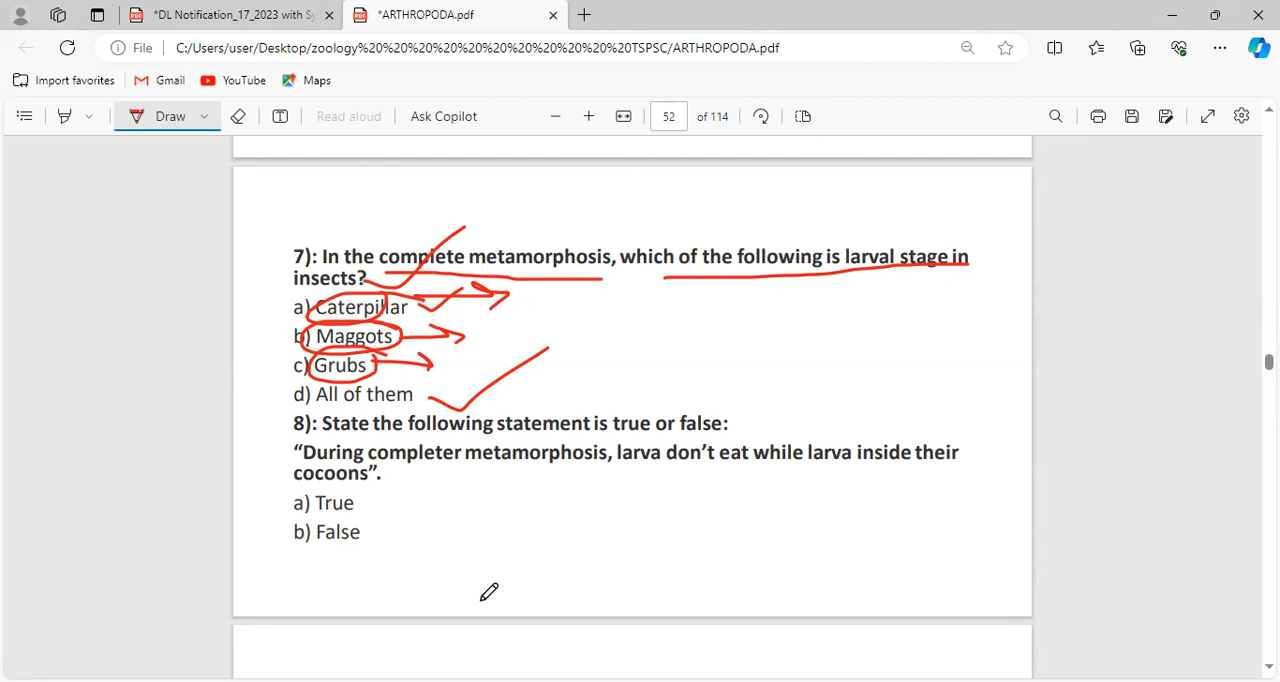 *DL Notification_17_2023 with Sy
*ARTHROPODA.pdf
File
C:/Users/user/Desktop/zoology%20%20%20%20%20%20%20%20%20%20TSPSC/ARTHROPODA.pdf
Import favorites
Gmail
YouTube
Maps
Draw
Read aloud
Ask Copilot
52
of 114
7): In the complete metamorphosis, which of the following is larval stage in
insects?
a) Caterpillar
b) Maggots
c) Grubs
d) All of them
8): State the following statement is true or false:
“During completer metamorphosis, larva don’t eat while larva inside their
cocoons”.
a) True
b) False